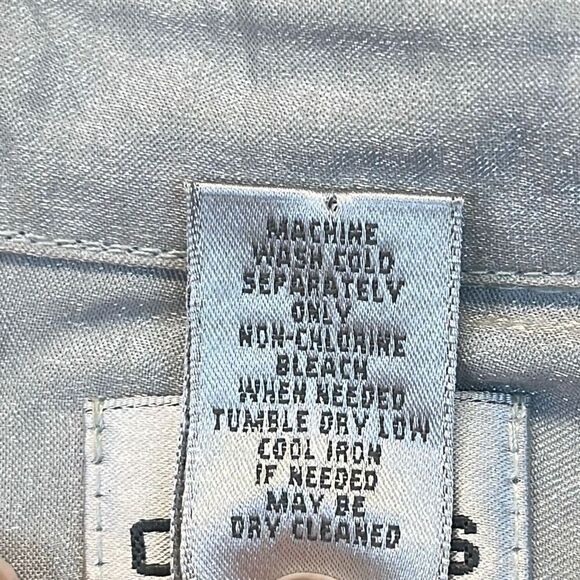 MACHINE
WASH COLD
SEPARATELY
ONLY
NON-CHLORINE
BLEACH
WHEN NEEDED
TUMBLE DRY LOW
COOL IRON
IF NEEDED
MAY BE
DRY CLEANED